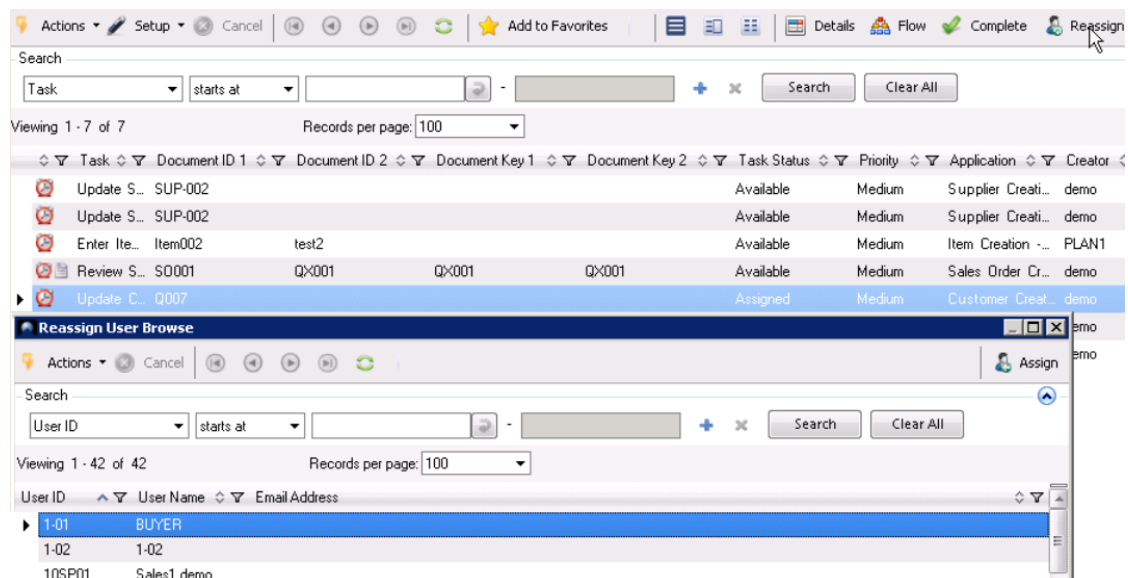 Actions Setup Cancel Add to Favorites Details Flow Complete Reassign
Search
Task starts at - Search Clear All
Viewing 1 - 7 of 7 Records per page: 100
Task Document ID 1 Document ID 2 Document Key 1 Document Key 2 Task Status Priority Application Creator
Update S... SUP-002 Available Medium Supplier Creati... demo
Update S... SUP-002 Available Medium Supplier Creati... demo
Enter Ite... Item002 test2 Available Medium Item Creation -... PLAN1
Review S... SO001 QX001 QX001 QX001 Available Medium Sales Order Cr... demo
Update C... Q007 Assigned Medium Customer Creat... demo
Reassign User Browse
emo
Actions Cancel Assign
emo
Search
User ID starts at - Search Clear All
Viewing 1 - 42 of 42 Records per page: 100
User ID User Name Email Address
1-01 BUYER
1-02 1-02
10SP01 Sales1 demo